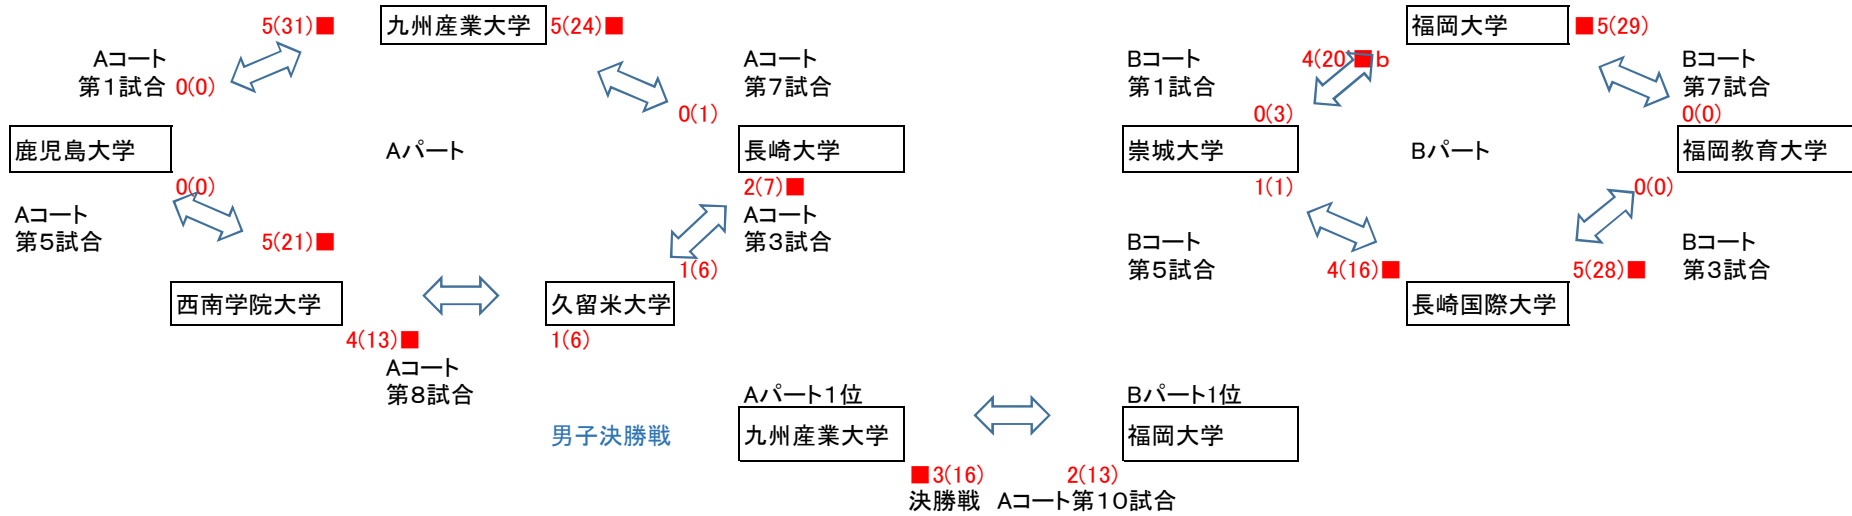 5(31)■
九州産業大学
5(24)■
福岡大学
■5(29)
Aコート
第1試合
0(0)
Aコート
第7試合
0(1)
Bコート
第1試合
4(20■b
0(3)
Bコート
第7試合
0(0)
鹿児島大学
Aパート
長崎大学
崇城大学
Bパート
福岡教育大学
0(0)
2(7)■
1(1)
0(0)
Aコート
第5試合
5(21)■
Aコート
第3試合
1(6)
Bコート
第5試合
4(16)■
5(28)■
Bコート
第3試合
西南学院大学
久留米大学
長崎国際大学
4(13)■
1(6)
Aコート
第8試合
Aパート1位
Bパート1位
男子決勝戦
九州産業大学
福岡大学
■3(16)
2(13)
決勝戦 Aコート第10試合